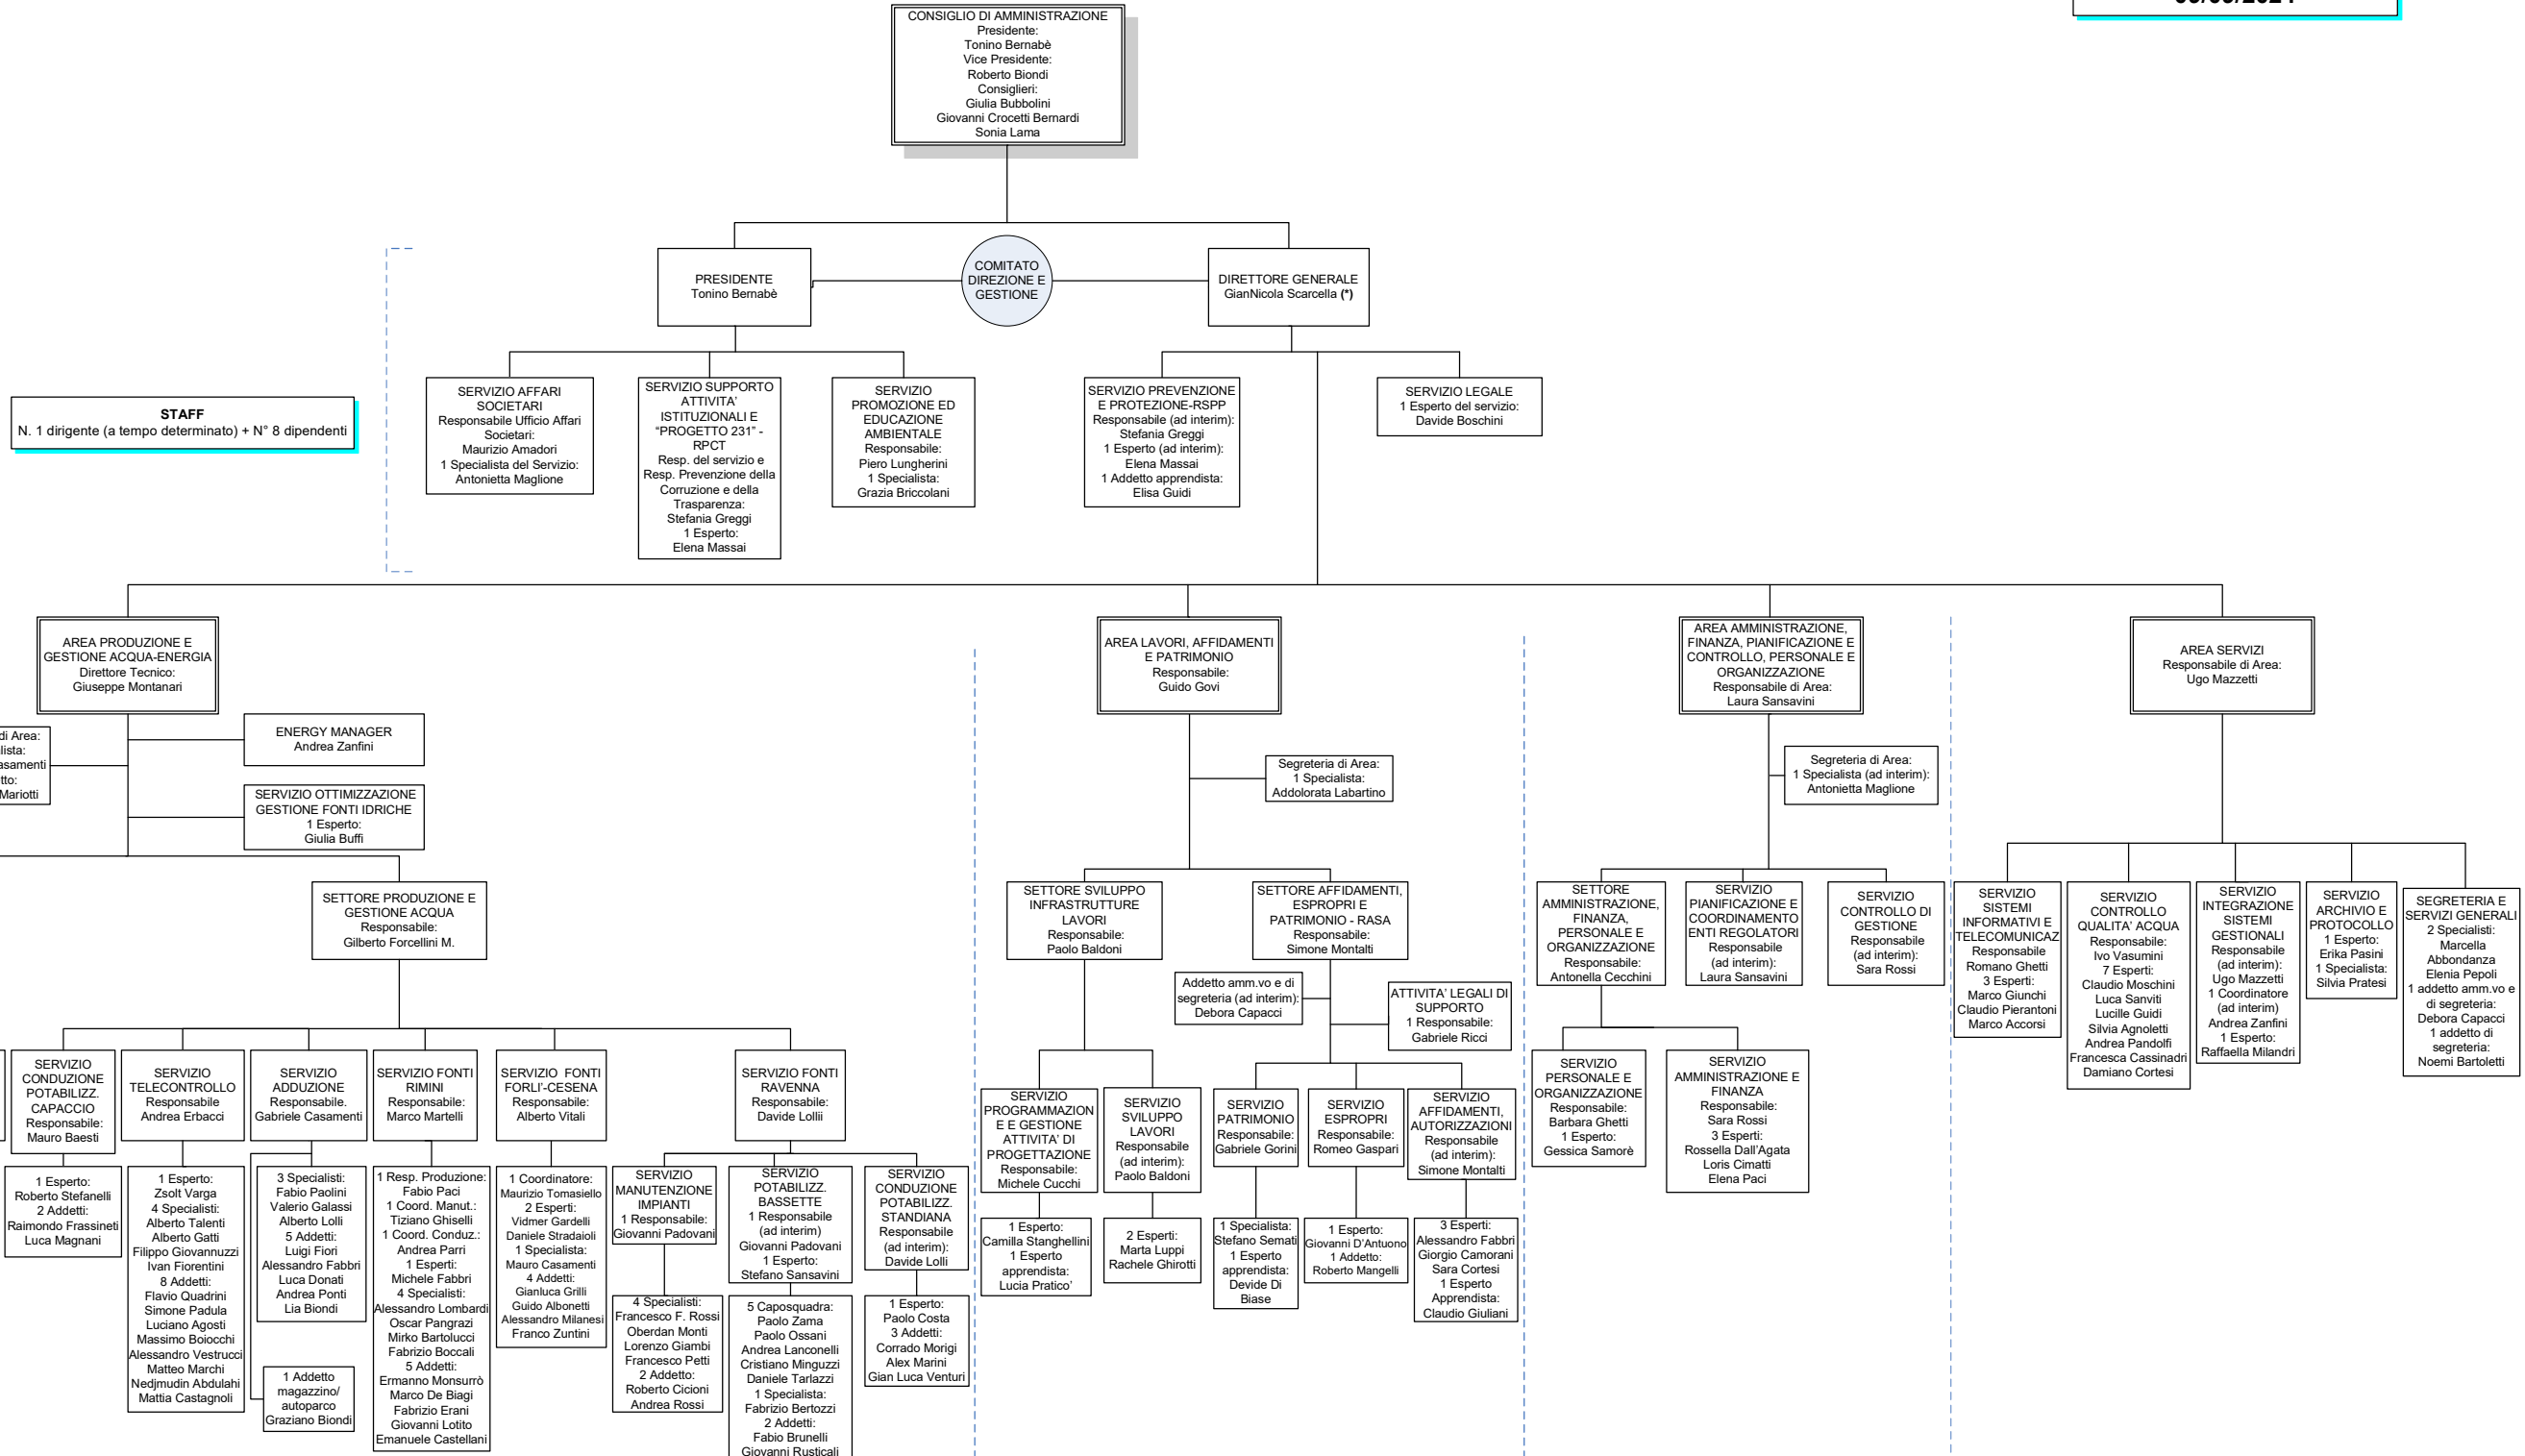 CONSIGLIO DI AMMINISTRAZIONE
Presidente:
Tonino Bernabè
Vice Presidente:
Roberto Biondi
Consiglieri:
Giulia Bubbolini
Giovanni Crocetti Bernardi
Sonia Lama
PRESIDENTE
Tonino Bernabè
COMITATO
DIREZIONE E
GESTIONE
DIRETTORE GENERALE
GianNicola Scarcella (*)
STAFF
N. 1 dirigente (a tempo determinato) + N° 8 dipendenti
SERVIZIO AFFARI
SOCIETARI
Responsabile Ufficio Affari
Societari:
Maurizio Amadori
1 Specialista del Servizio:
Antonietta Maglione
SERVIZIO SUPPORTO
ATTIVITA'
ISTITUZIONALI E
"PROGETTO 231" -
RPCT
Resp. del servizio e
Resp. Prevenzione della
Corruzione e della
Trasparenza:
Stefania Greggi
1 Esperto:
Elena Massai
SERVIZIO
PROMOZIONE ED
EDUCAZIONE
AMBIENTALE
Responsabile:
Piero Lungherini
1 Specialista:
Grazia Briccolani
SERVIZIO PREVENZIONE
E PROTEZIONE-RSPP
Responsabile (ad interim):
Stefania Greggi
1 Esperto (ad interim):
Elena Massai
1 Addetto apprendista:
Elisa Guidi
SERVIZIO LEGALE
1 Esperto del servizio:
Davide Boschini
AREA PRODUZIONE E
GESTIONE ACQUA-ENERGIA
Direttore Tecnico:
Giuseppe Montanari
AREA LAVORI, AFFIDAMENTI
E PATRIMONIO
Responsabile:
Guido Govi
AREA AMMINISTRAZIONE,
FINANZA, PIANIFICAZIONE E
CONTROLLO, PERSONALE E
ORGANIZZAZIONE
Responsabile di Area:
Laura Sansavini
AREA SERVIZI
Responsabile di Area:
Ugo Mazzetti
di Area:
Mariotti
ENERGY MANAGER
Andrea Zanfini
SERVIZIO OTTIMIZZAZIONE
GESTIONE FONTI IDRICHE
1 Esperto:
Giulia Buffi
Segreteria di Area:
1 Specialista:
Addolorata Labartino
Segreteria di Area:
1 Specialista (ad interim):
Antonietta Maglione
SETTORE PRODUZIONE E
GESTIONE ACQUA
Responsabile:
Gilberto Forcellini M.
SETTORE SVILUPPO
INFRASTRUTTURE
LAVORI
Responsabile:
Paolo Baldoni
SETTORE AFFIDAMENTI,
ESPROPRI E
PATRIMONIO - RASA
Responsabile:
Simone Montalti
Addetto amm.vo e di
segreteria (ad interim):
Debora Capacci
ATTIVITA' LEGALI DI
SUPPORTO
1 Responsabile:
Gabriele Ricci
SETTORE
AMMINISTRAZIONE,
FINANZA,
PERSONALE E
ORGANIZZAZIONE
Responsabile:
Antonella Cecchini
SERVIZIO
PIANIFICAZIONE E
COORDINAMENTO
ENTI REGOLATORI
Responsabile
(ad interim):
Laura Sansavini
SERVIZIO
CONTROLLO DI
GESTIONE
Responsabile
(ad interim):
Sara Rossi
SERVIZIO
SISTEMI
INFORMATIVI E
TELECOMUNICAZ
Responsabile
Romano Ghetti
3 Esperti:
Marco Giunchi
Claudio Pierantoni
Marco Accorsi
SERVIZIO
CONTROLLO
QUALITA' ACQUA
Responsabile:
Ivo Vasumini
7 Esperti:
Claudio Moschini
Luca Sanviti
Lucille Guidi
Silvia Agnoletti
Andrea Pandolfi
Francesca Cassinadri
Damiano Cortesi
SERVIZIO
INTEGRAZIONE
SISTEMI
GESTIONALI
Responsabile
(ad interim):
Ugo Mazzetti
1 Coordinatore
(ad interim)
Andrea Zanfini
1 Esperto:
Raffaella Milandri
SERVIZIO
ARCHIVIO E
PROTOCOLLO
1 Esperto:
Erika Pasini
1 Specialista:
Silvia Pratesi
SEGRETERIA E
SERVIZI GENERALI
2 Specialisti:
Marcella
Abbondanza
Elenia Pepoli
1 addetto amm.vo e
di segreteria:
Debora Capacci
1 addetto di
segreteria:
Noemi Bartoletti
SERVIZIO
CONDUZIONE
POTABILIZZ.
CAPACCIO
Responsabile:
Mauro Baesti
SERVIZIO
TELECONTROLLO
Responsabile
Andrea Erbacci
SERVIZIO
ADDUZIONE
Responsabile.
Gabriele Casamenti
SERVIZIO FONTI
RIMINI
Responsabile:
Marco Martelli
SERVIZIO FONTI
FORLI'-CESENA
Responsabile:
Alberto Vitali
SERVIZIO FONTI
RAVENNA
Responsabile:
Davide Lollii
1 Esperto:
Roberto Stefanelli
2 Addetti:
Raimondo Frassineti
Luca Magnani
1 Esperto:
Zsolt Varga
4 Specialisti:
Alberto Talenti
Alberto Gatti
Filippo Giovannuzzi
Ivan Fiorentini
8 Addetti:
Flavio Quadrini
Simone Padula
Luciano Agosti
Massimo Boiocchi
Alessandro Vestrucci
Matteo Marchi
Nedjmudin Abdulahi
Mattia Castagnoli
3 Specialisti:
Fabio Paolini
Valerio Galassi
Alberto Lolli
5 Addetti:
Luigi Fiori
Alessandro Fabbri
Luca Donati
Andrea Ponti
Lia Biondi
1 Addetto
magazzino/
autoparco
Graziano Biondi
1 Resp. Produzione:
Fabio Paci
1 Coord. Manut.:
Tiziano Ghiselli
1 Coord. Conduz.:
Andrea Parri
1 Esperti:
Michele Fabbri
4 Specialisti:
Alessandro Lombardi
Oscar Pangrazi
Mirko Bartolucci
Fabrizio Boccali
5 Addetti:
Ermanno Monsurrò
Marco De Biagi
Fabrizio Erani
Giovanni Lotito
Emanuele Castellani
1 Coordinatore:
Maurizio Tomasiello
2 Esperti:
Vidmer Gardelli
Daniele Stradaioli
1 Specialista:
Mauro Casamenti
4 Addetti:
Gianluca Grilli
Guido Albonetti
Alessandro Milanesi
Franco Zuntini
SERVIZIO
MANUTENZIONE
IMPIANTI
1 Responsabile:
Giovanni Padovani
4 Specialisti:
Francesco F. Rossi
Oberdan Monti
Lorenzo Giambi
Francesco Petti
2 Addetto:
Roberto Cicioni
Andrea Rossi
SERVIZIO
POTABILIZZ.
BASSETTE
1 Responsabile
(ad interim)
Giovanni Padovani
1 Esperto:
Stefano Sansavini
5 Caposquadra:
Paolo Zama
Paolo Ossani
Andrea Lanconelli
Cristiano Minguzzi
Daniele Tarlazzi
1 Specialista:
Fabrizio Bertozzi
2 Addetti:
Fabio Brunelli
Giovanni Rusticali
SERVIZIO
CONDUZIONE
POTABILIZZ.
STANDIANA
Responsabile
(ad interim):
Davide Lolli
1 Esperto:
Paolo Costa
3 Addetti:
Corrado Morigi
Alex Marini
Gian Luca Venturi
SERVIZIO
PROGRAMMAZION
E E GESTIONE
ATTIVITA' DI
PROGETTAZIONE
Responsabile:
Michele Cucchi
1 Esperto:
Camilla Stanghellini
1 Esperto
apprendista:
Lucia Pratico'
SERVIZIO
SVILUPPO
LAVORI
Responsabile
(ad interim):
Paolo Baldoni
2 Esperti:
Marta Luppi
Rachele Ghirotti
SERVIZIO
PATRIMONIO
Responsabile:
Gabriele Gorini
1 Specialista:
Stefano Semati
1 Esperto
apprendista:
Devide Di
Biase
SERVIZIO
ESPROPRI
Responsabile:
Romeo Gaspari
1 Esperto:
Giovanni D'Antuono
1 Addetto:
Roberto Mangelli
SERVIZIO
AFFIDAMENTI,
AUTORIZZAZIONI
Responsabile
(ad interim):
Simone Montalti
3 Esperti:
Alessandro Fabbri
Giorgio Camorani
Sara Cortesi
1 Esperto
Apprendista:
Claudio Giuliani
SERVIZIO
PERSONALE E
ORGANIZZAZIONE
Responsabile:
Barbara Ghetti
1 Esperto:
Gessica Samorè
SERVIZIO
AMMINISTRAZIONE E
FINANZA
Responsabile:
Sara Rossi
3 Esperti:
Rossella Dall'Agata
Loris Cimatti
Elena Paci